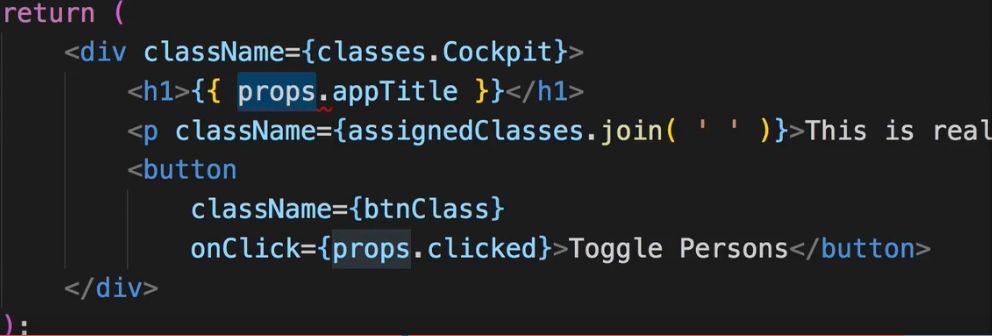 return (
<div className={classes.Cockpit}>
<h1>{{ props.appTitle }}</h1>
<p className={assignedClasses.join( ' ' )}>This is real
<button
className={btnClass}
onClick={props.clicked}>Toggle Persons</button>
</div>
);